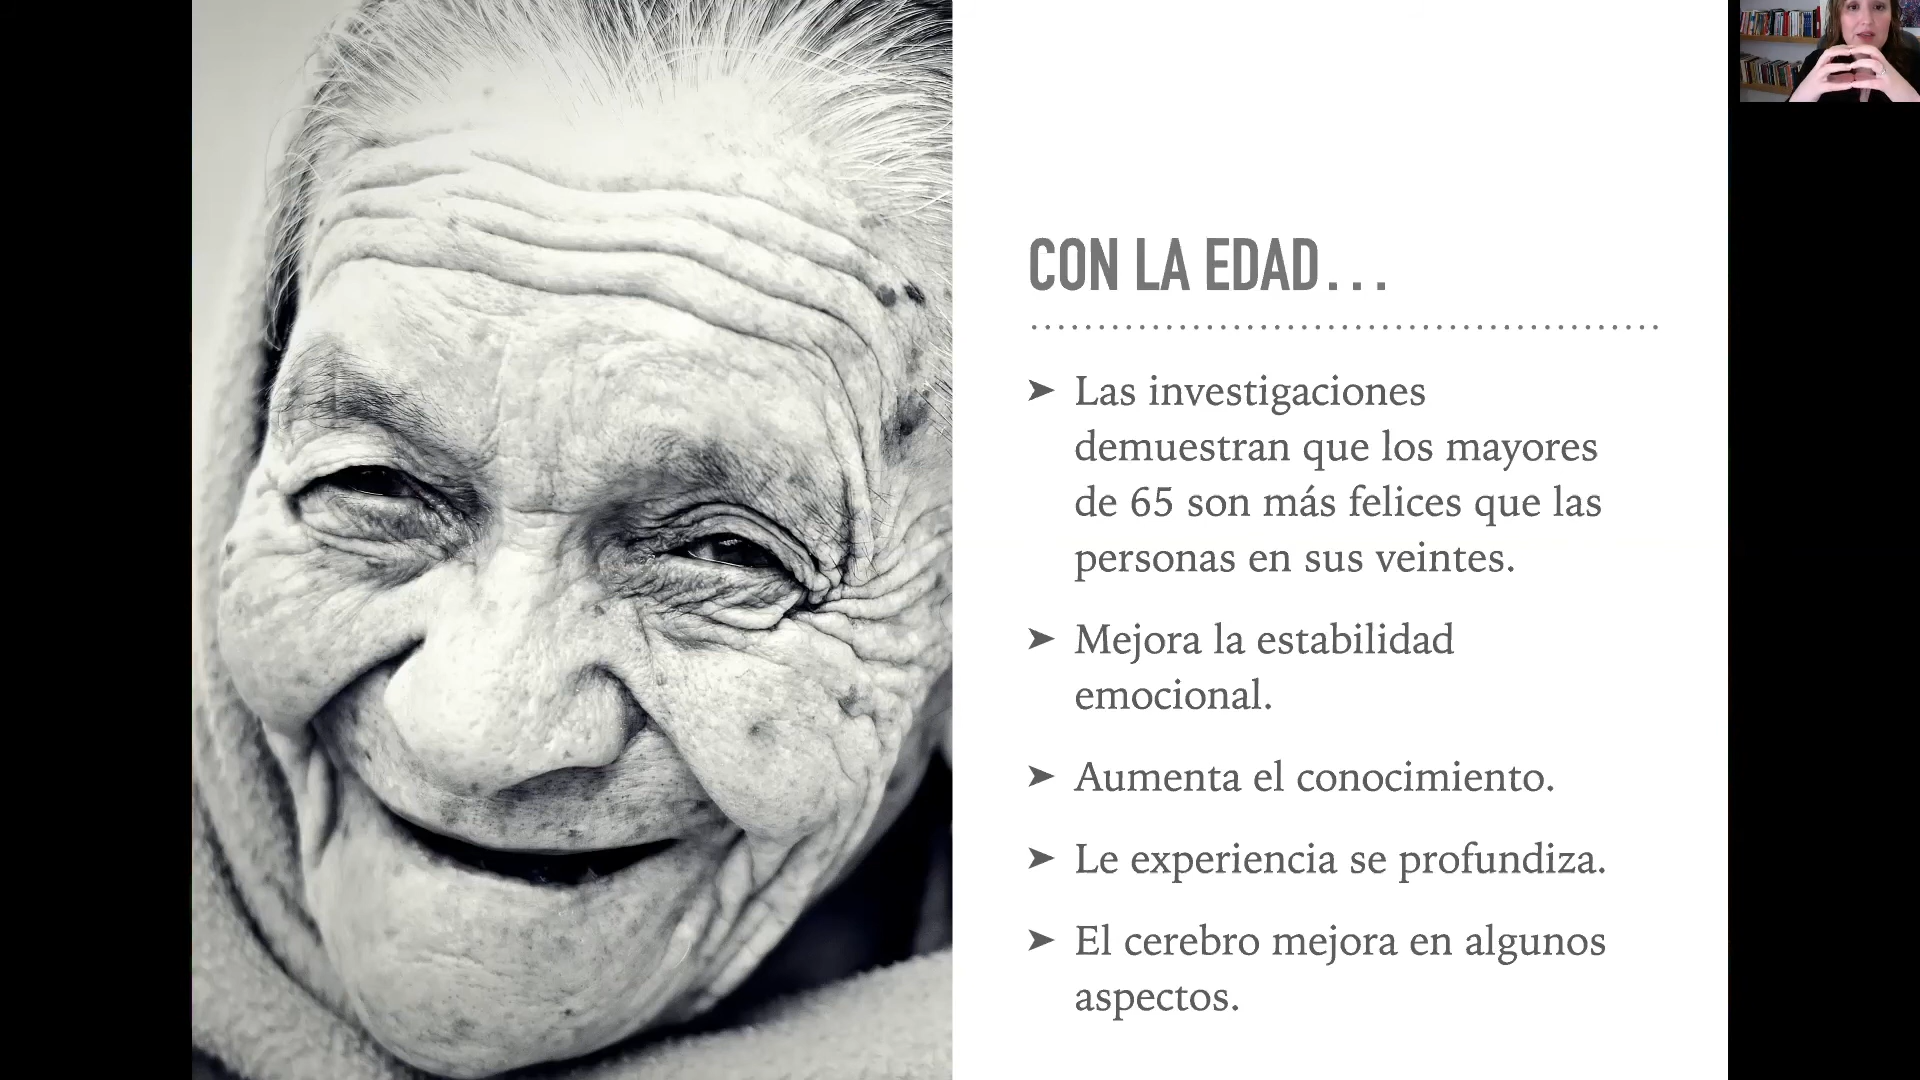 CON LA EDAD...
➤ Las investigaciones
demuestran que los mayores
de 65 son más felices que las
personas en sus veintes.
➤ Mejora la estabilidad
emocional.
➤ Aumenta el conocimiento.
➤ Le experiencia se profundiza.
➤ El cerebro mejora en algunos
aspectos.